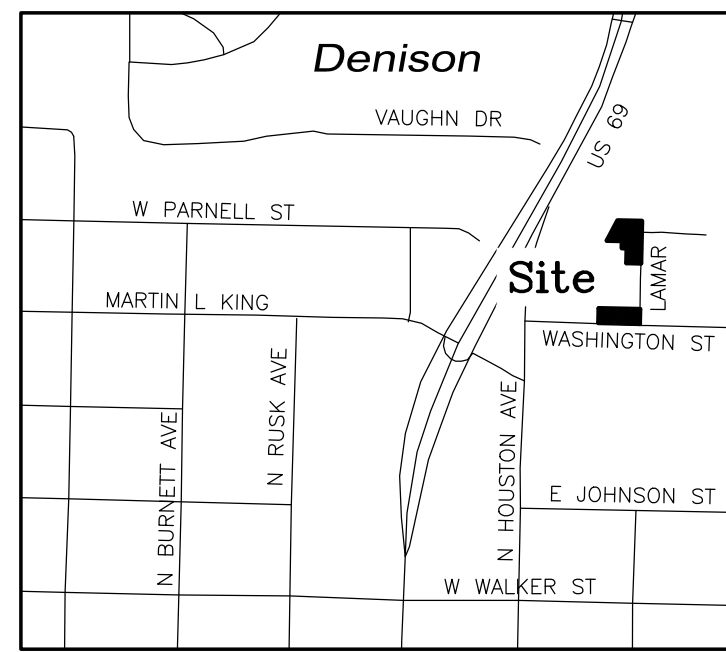 Denison
VAUGHN DR
US 69
W PARNELL ST
Site
LAMAR
MARTIN L KING
WASHINGTON ST
N RUSK AVE
N HOUSTON AVE
N BURNETT AVE
E JOHNSON ST
W WALKER ST